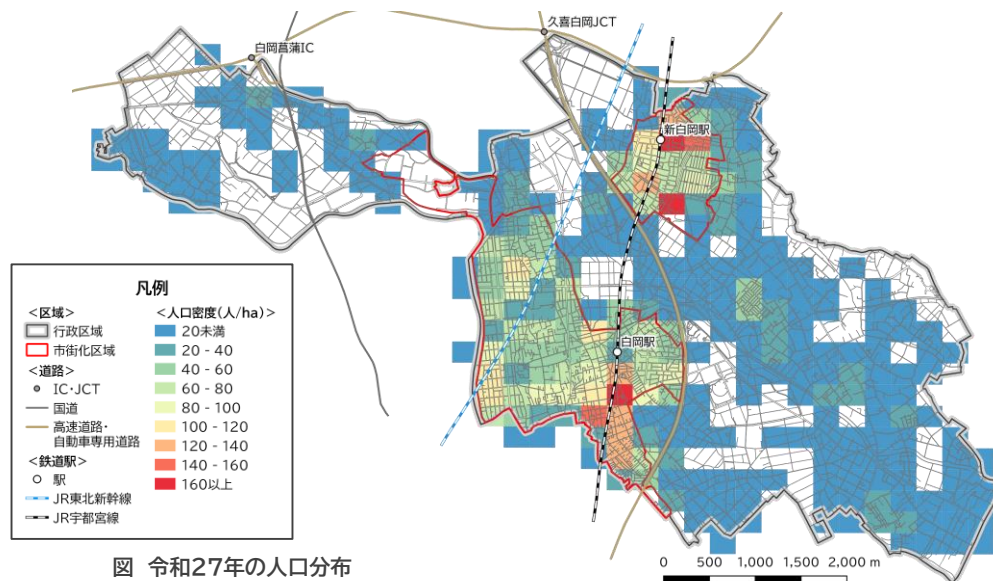 白岡菖蒲IC
久喜白岡JCT
新白岡駅
白岡駅
凡例
<区域>
行政区域
市街化区域
<道路>
IC・JCT
国道
高速道路・
自動車専用道路
<鉄道駅>
駅
JR東北新幹線
JR宇都宮線
<人口密度(人/ha)>
20未満
20 - 40
40 - 60
60 - 80
80 - 100
100 - 120
120 - 140
140 - 160
160以上
図 令和27年の人口分布
0 500 1,000 1,500 2,000 m